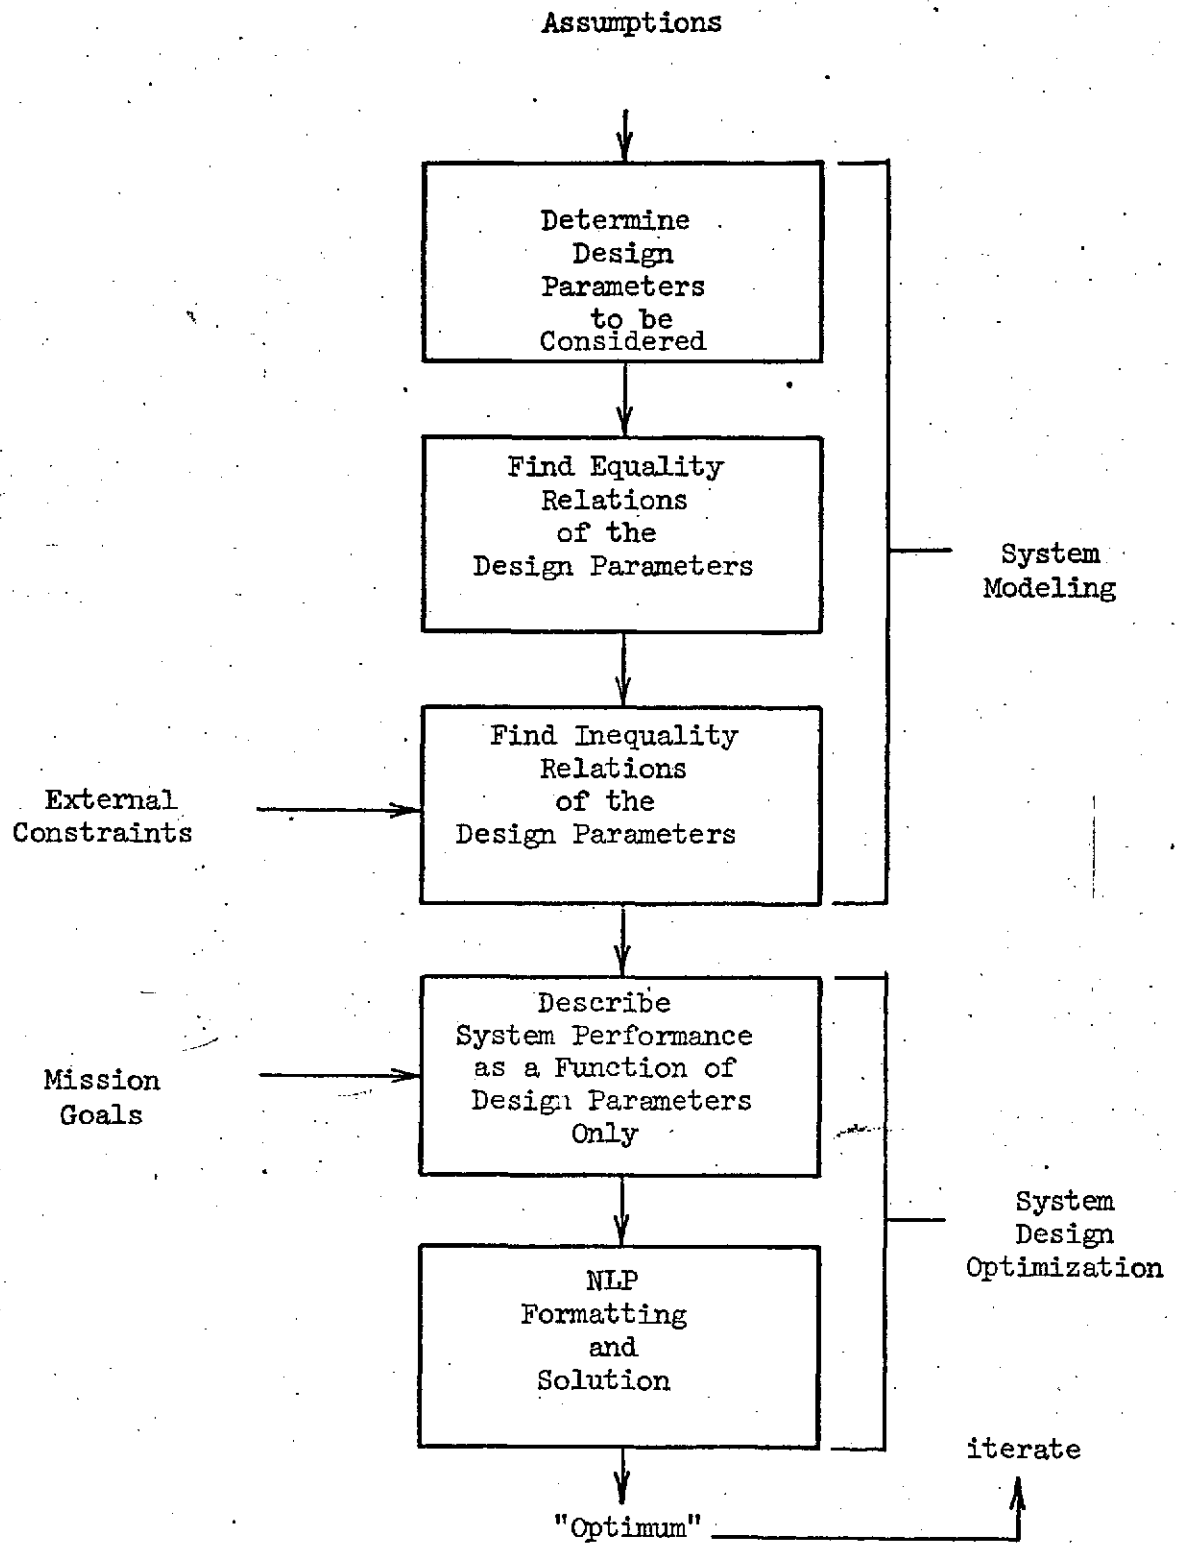 Assumptions
Determine
Design
Parameters
to be
Considered
Find Equality
Relations
of the
Design Parameters
System
Modeling
Find Inequality
Relations
of the
Design Parameters
External
Constraints
Describe
System Performance
as a Function of
Design Parameters
Only
Mission
Goals
System
Design
Optimization
NLP
Formatting
and
Solution
iterate
"Optimum"